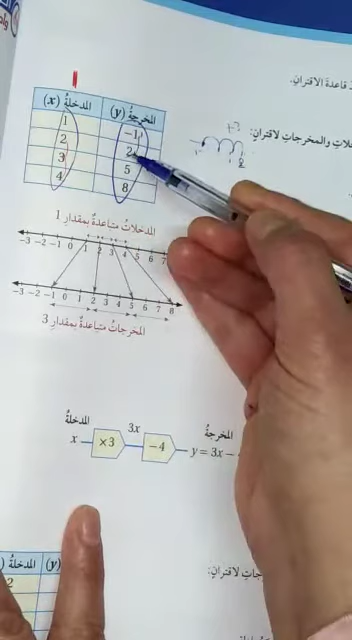 قاعدة الاقتران.
المدخلة (x) المخرجة (y)
1 −1
2 2
3 5
4 8
+3
والمخرجات لاقتران:
المدخلات متباعدة بمقدار 1
−3 −2 −1 0 1 2 3 4 5 6 7
−3 −2 −1 0 1 2 3 4 5 6 7 8
المخرجات متباعدة بمقدار 3
المدخلة
المخرجة
x ×3 3x −4 y = 3x −
المدخلة (y)
2
لاقتران: